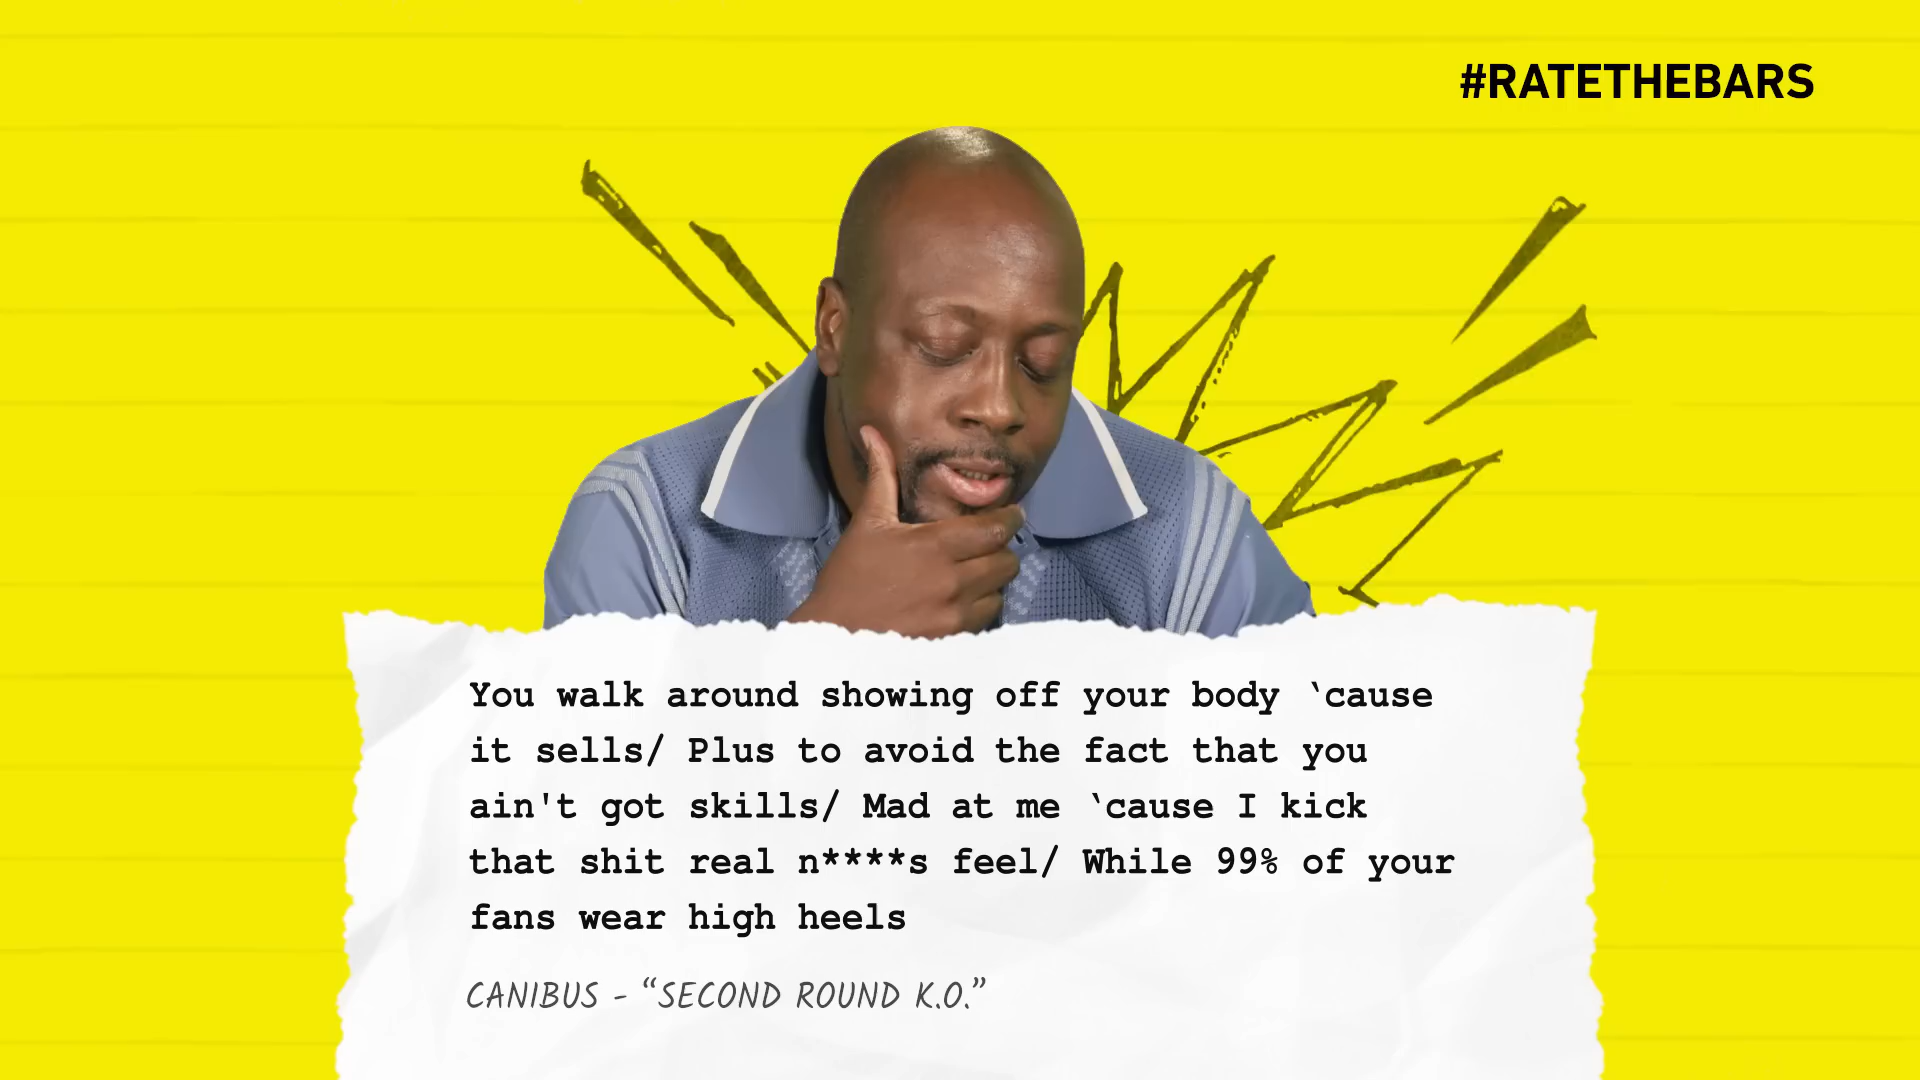 #RATETHEBARS
You walk around showing off your body ‘cause
it sells/ Plus to avoid the fact that you
ain't got skills/ Mad at me ‘cause I kick
that shit real n****s feel/ While 99% of your
fans wear high heels
CANIBUS - “SECOND ROUND K.O.”